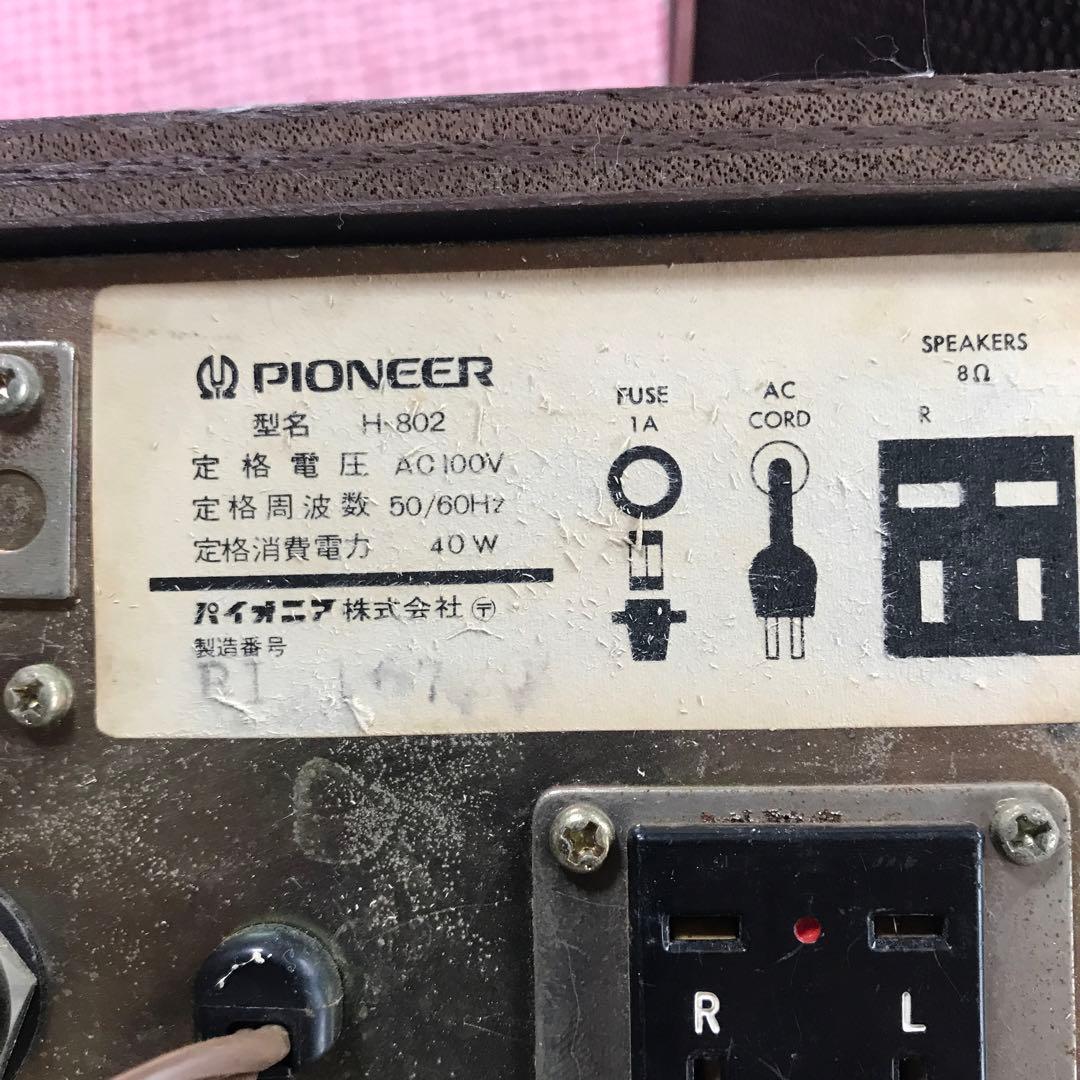 PIONEER
型名 H-802
定格電圧 AC100V
定格周波数 50/60Hz
定格消費電力 40W
パイオニア株式会社 〶
製造番号
FUSE
1A
AC
CORD
SPEAKERS
8Ω
R
R L